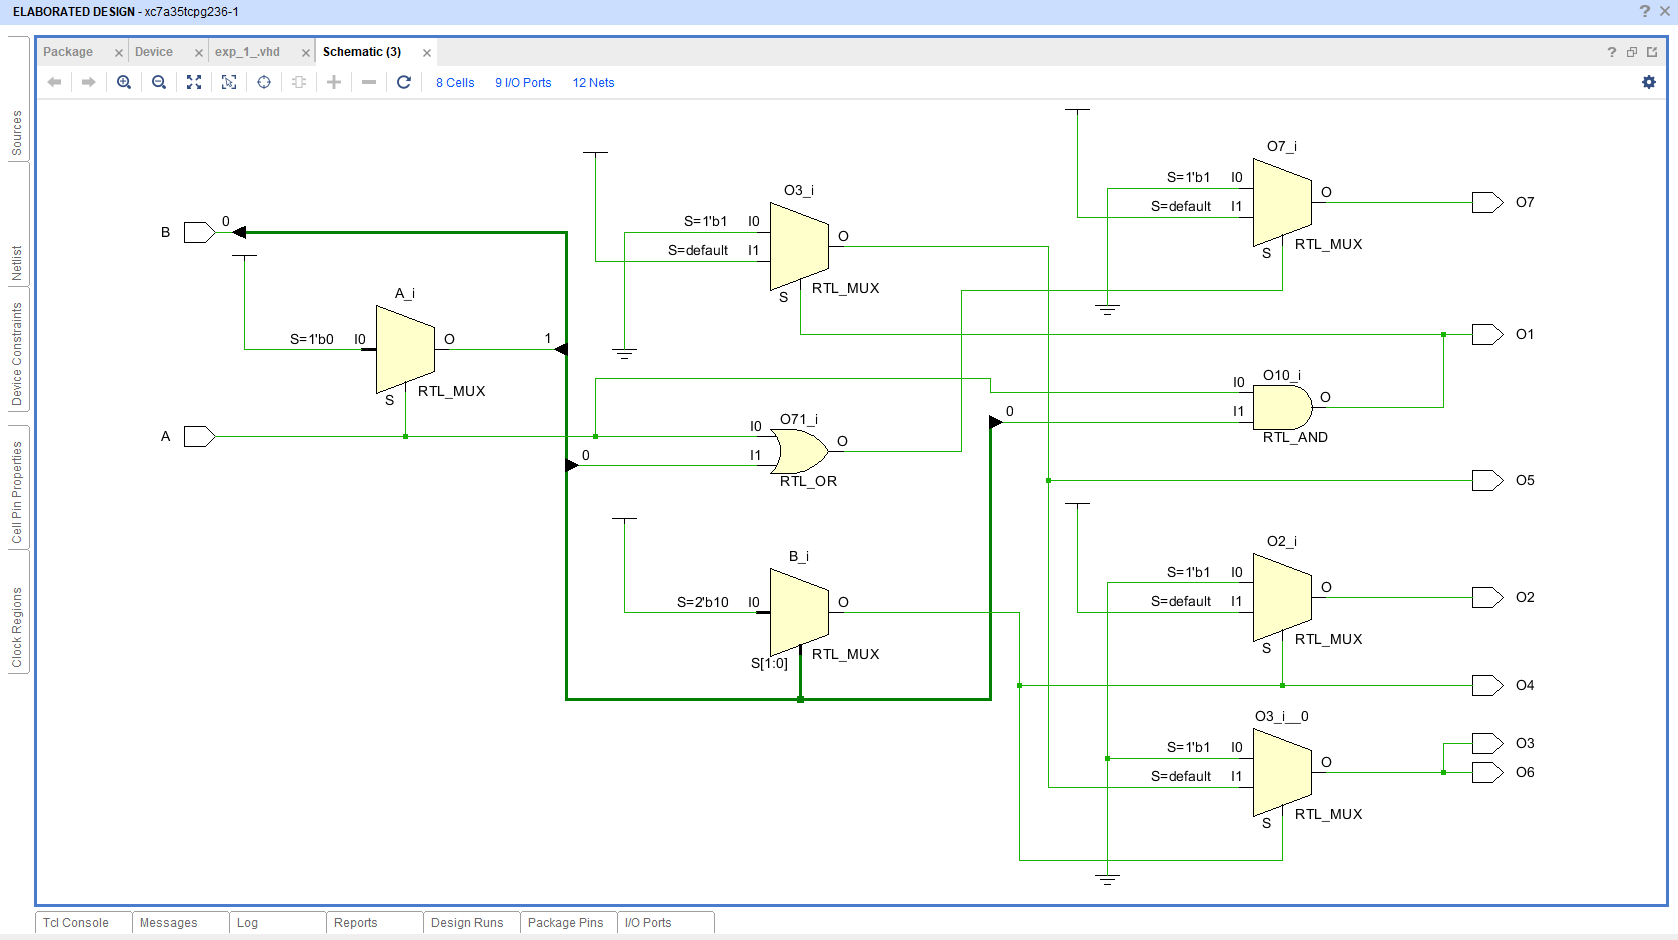 ELABORATED DESIGN - xc7a35tcpg236-1
Package
Device
exp_1_.vhd
Schematic (3)
8 Cells
9 I/O Ports
12 Nets
Sources
Netlist
Device Constraints
Cell Pin Properties
Clock Regions
B
0
A_i
S=1'b0 I0
O
1
S
RTL_MUX
A
O3_i
S=1'b1 I0
S=default I1
O
S
RTL_MUX
O71_i
I0
0
I1
O
RTL_OR
B_i
S=2'b10 I0
O
S[1:0]
RTL_MUX
O7_i
S=1'b1 I0
S=default I1
O
S
RTL_MUX
O7
O1
O10_i
I0
0
I1
O
RTL_AND
O5
O2_i
S=1'b1 I0
S=default I1
O
S
RTL_MUX
O2
O4
O3_i__0
S=1'b1 I0
S=default I1
O
S
RTL_MUX
O3
O6
Tcl Console
Messages
Log
Reports
Design Runs
Package Pins
I/O Ports